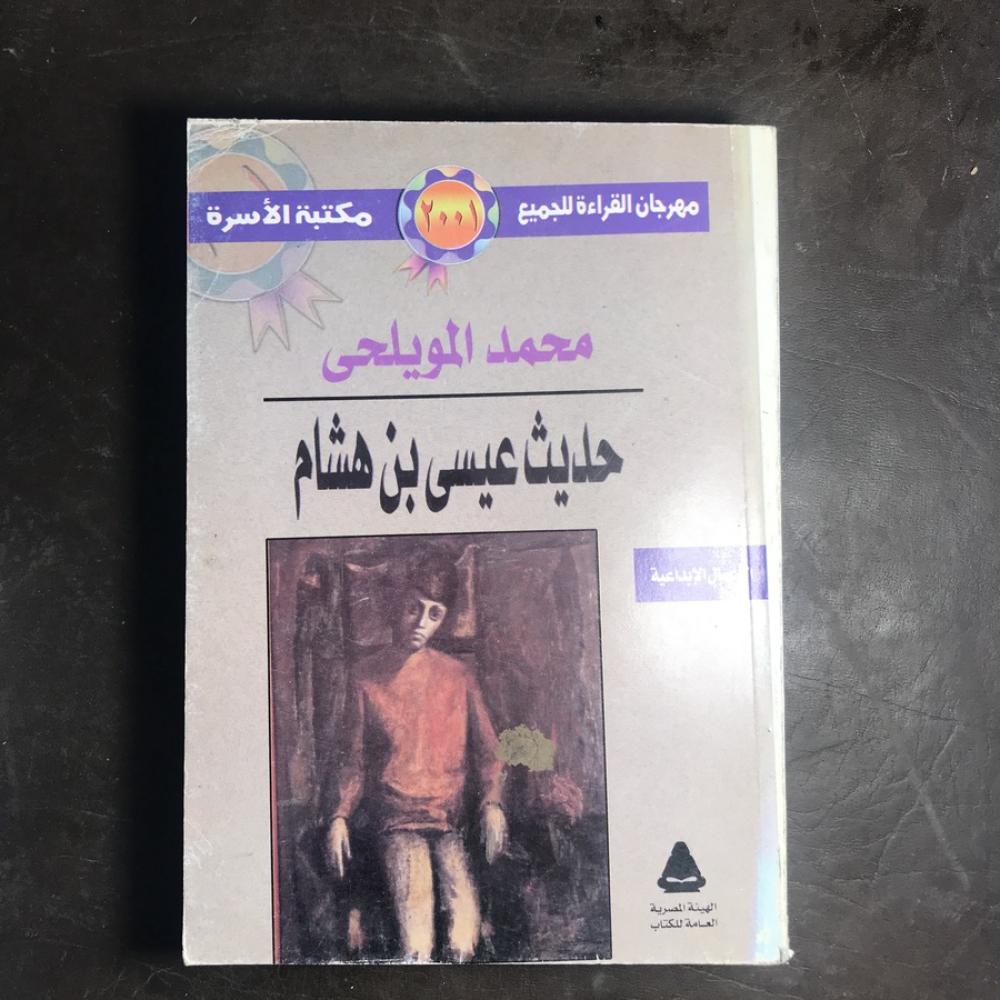 مهرجان القراءة للجميع
٢٠٠١
مكتبة الأسرة
محمد المويلحى
حديث عيسى بن هشام
الإبداعية
الهيئة المصرية
العامة للكتاب